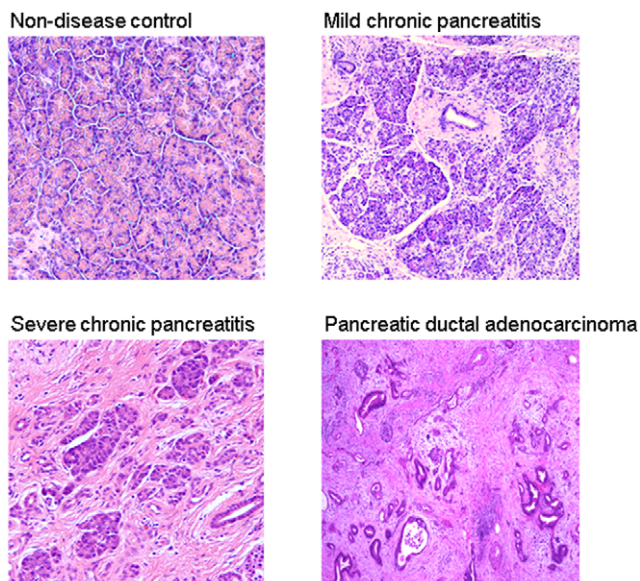 Non-disease control
Mild chronic pancreatitis
Severe chronic pancreatitis
Pancreatic ductal adenocarcinoma